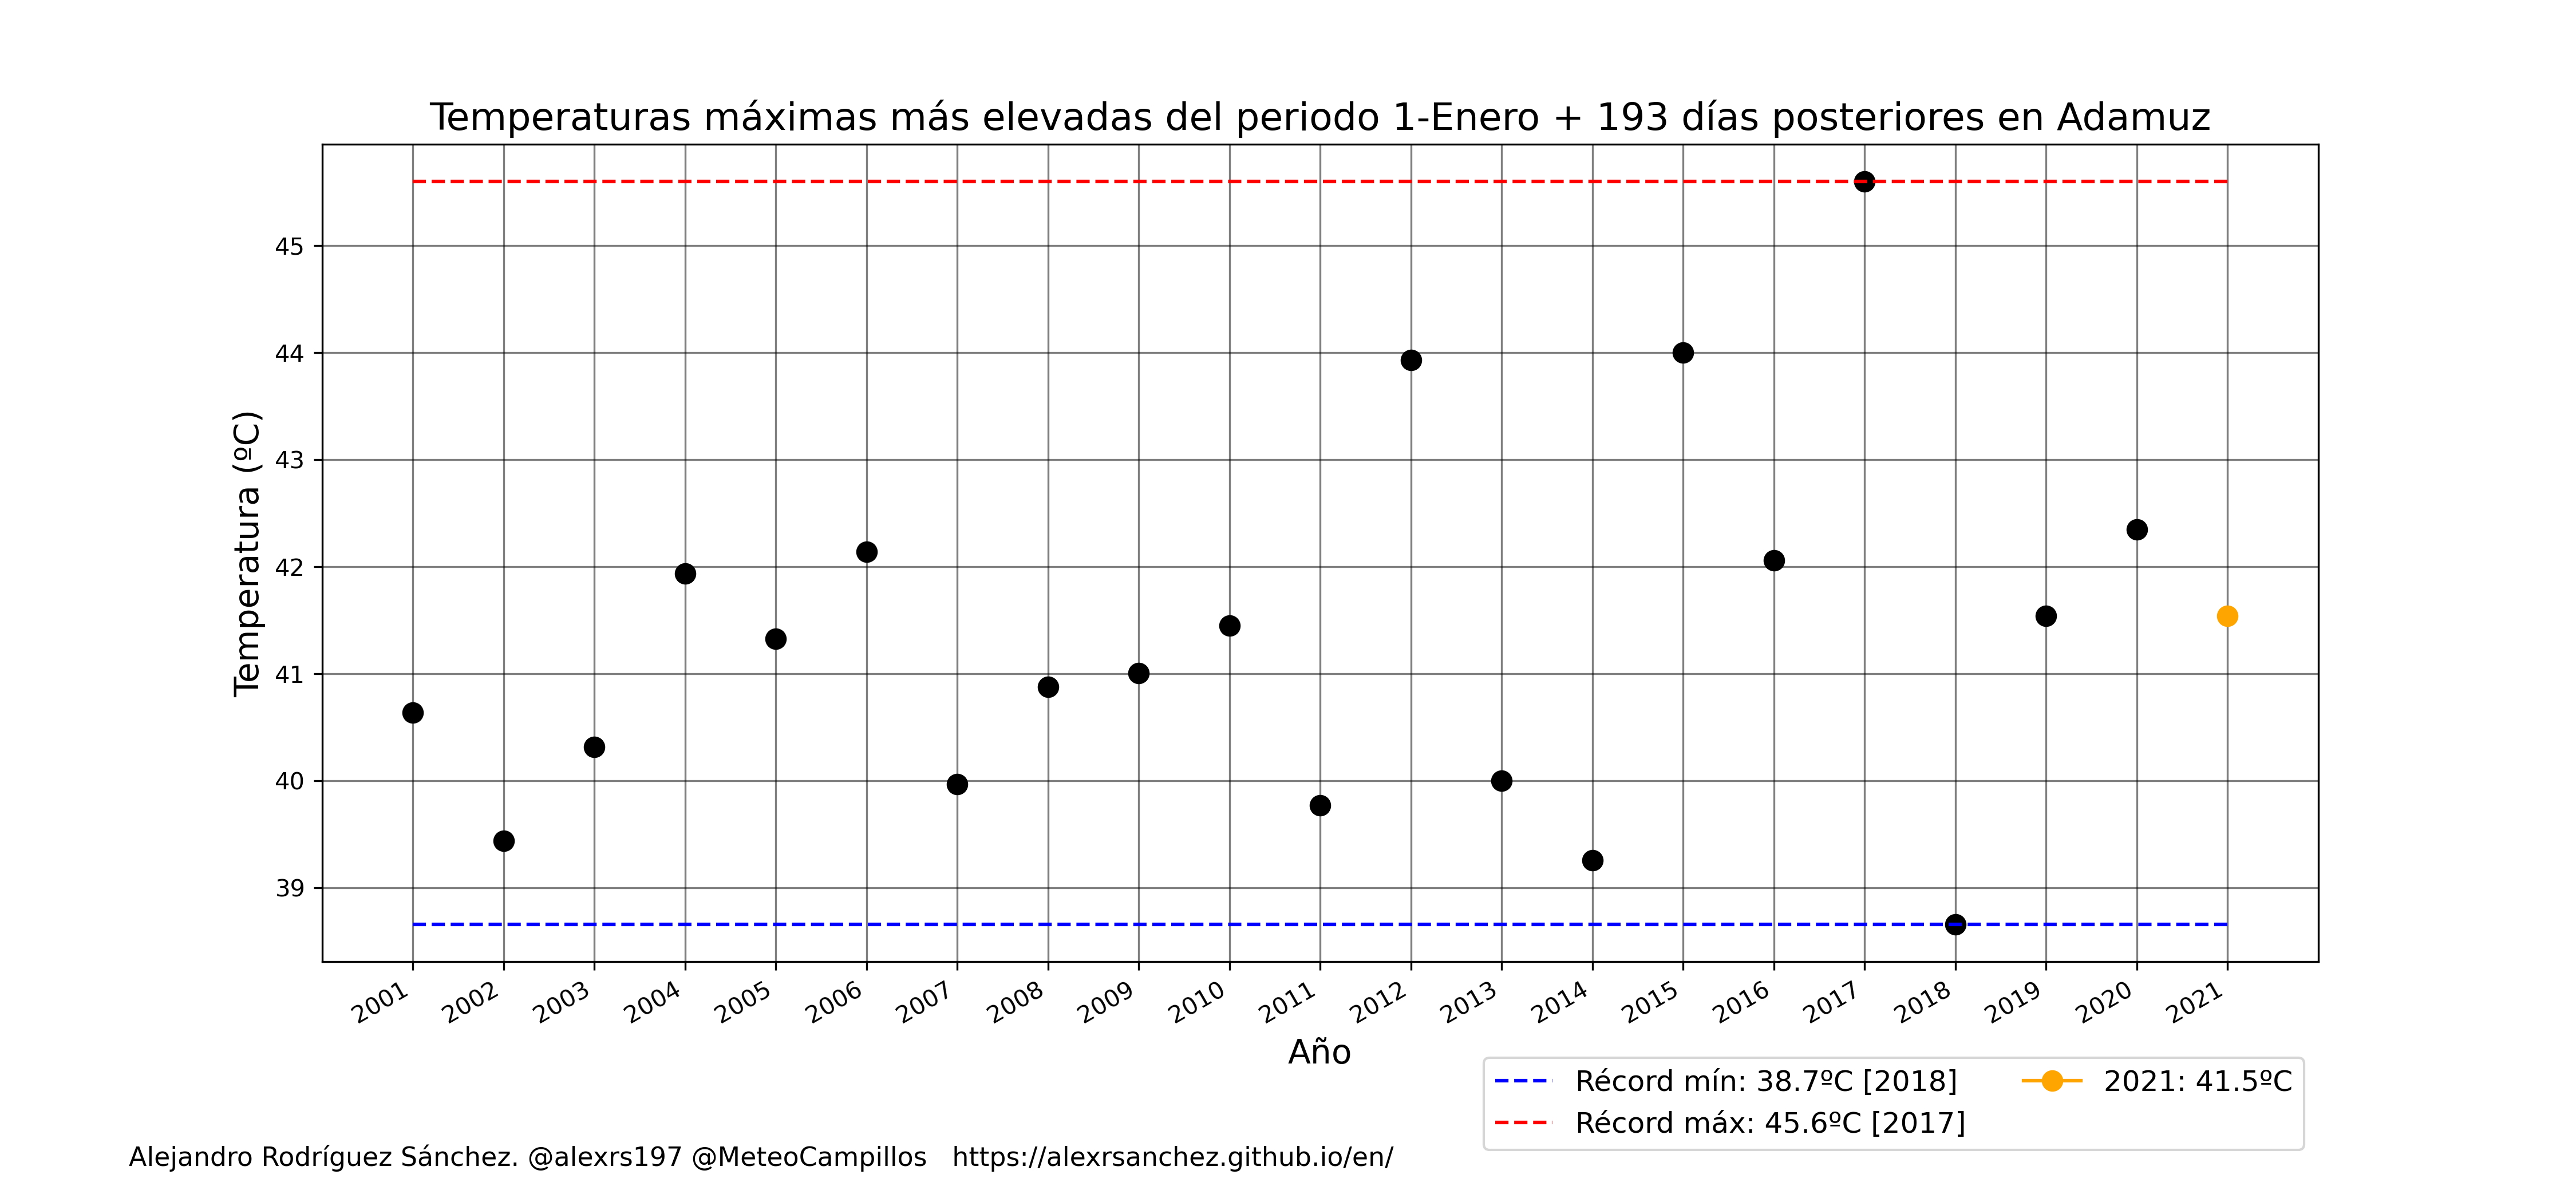 Temperaturas máximas más elevadas del periodo 1-Enero + 193 días posteriores en Adamuz
Temperatura (ºC)
45
44
43
42
41
40
39
2001 2002 2003 2004 2005 2006 2007 2008 2009 2010 2011 2012 2013 2014 2015 2016 2017 2018 2019 2020 2021
Año
Récord mín: 38.7ºC [2018]
Récord máx: 45.6ºC [2017]
2021: 41.5ºC
Alejandro Rodríguez Sánchez. @alexrs197 @MeteoCampillos https://alexrsanchez.github.io/en/